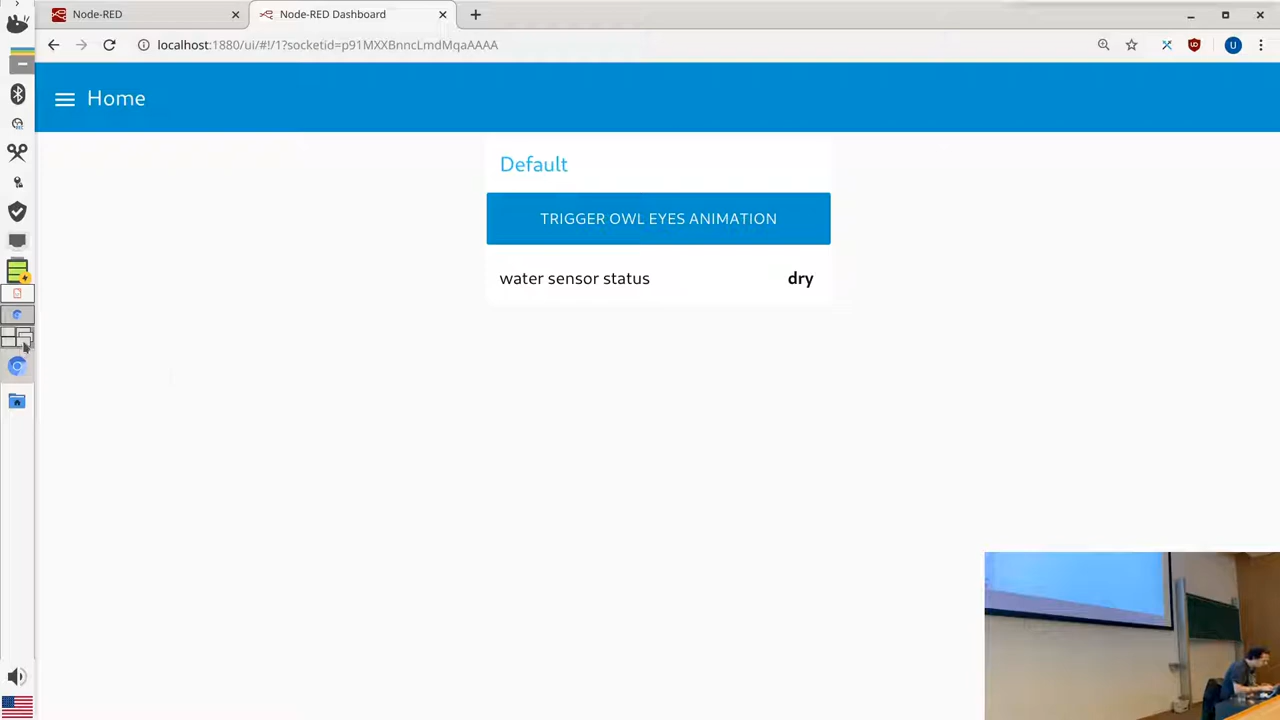 Node-RED
Node-RED Dashboard
localhost:1880/ui/#!/1?socketid=p91MXXBnncLmdMqaAAAA
U
Home
Default
TRIGGER OWL EYES ANIMATION
water sensor status dry